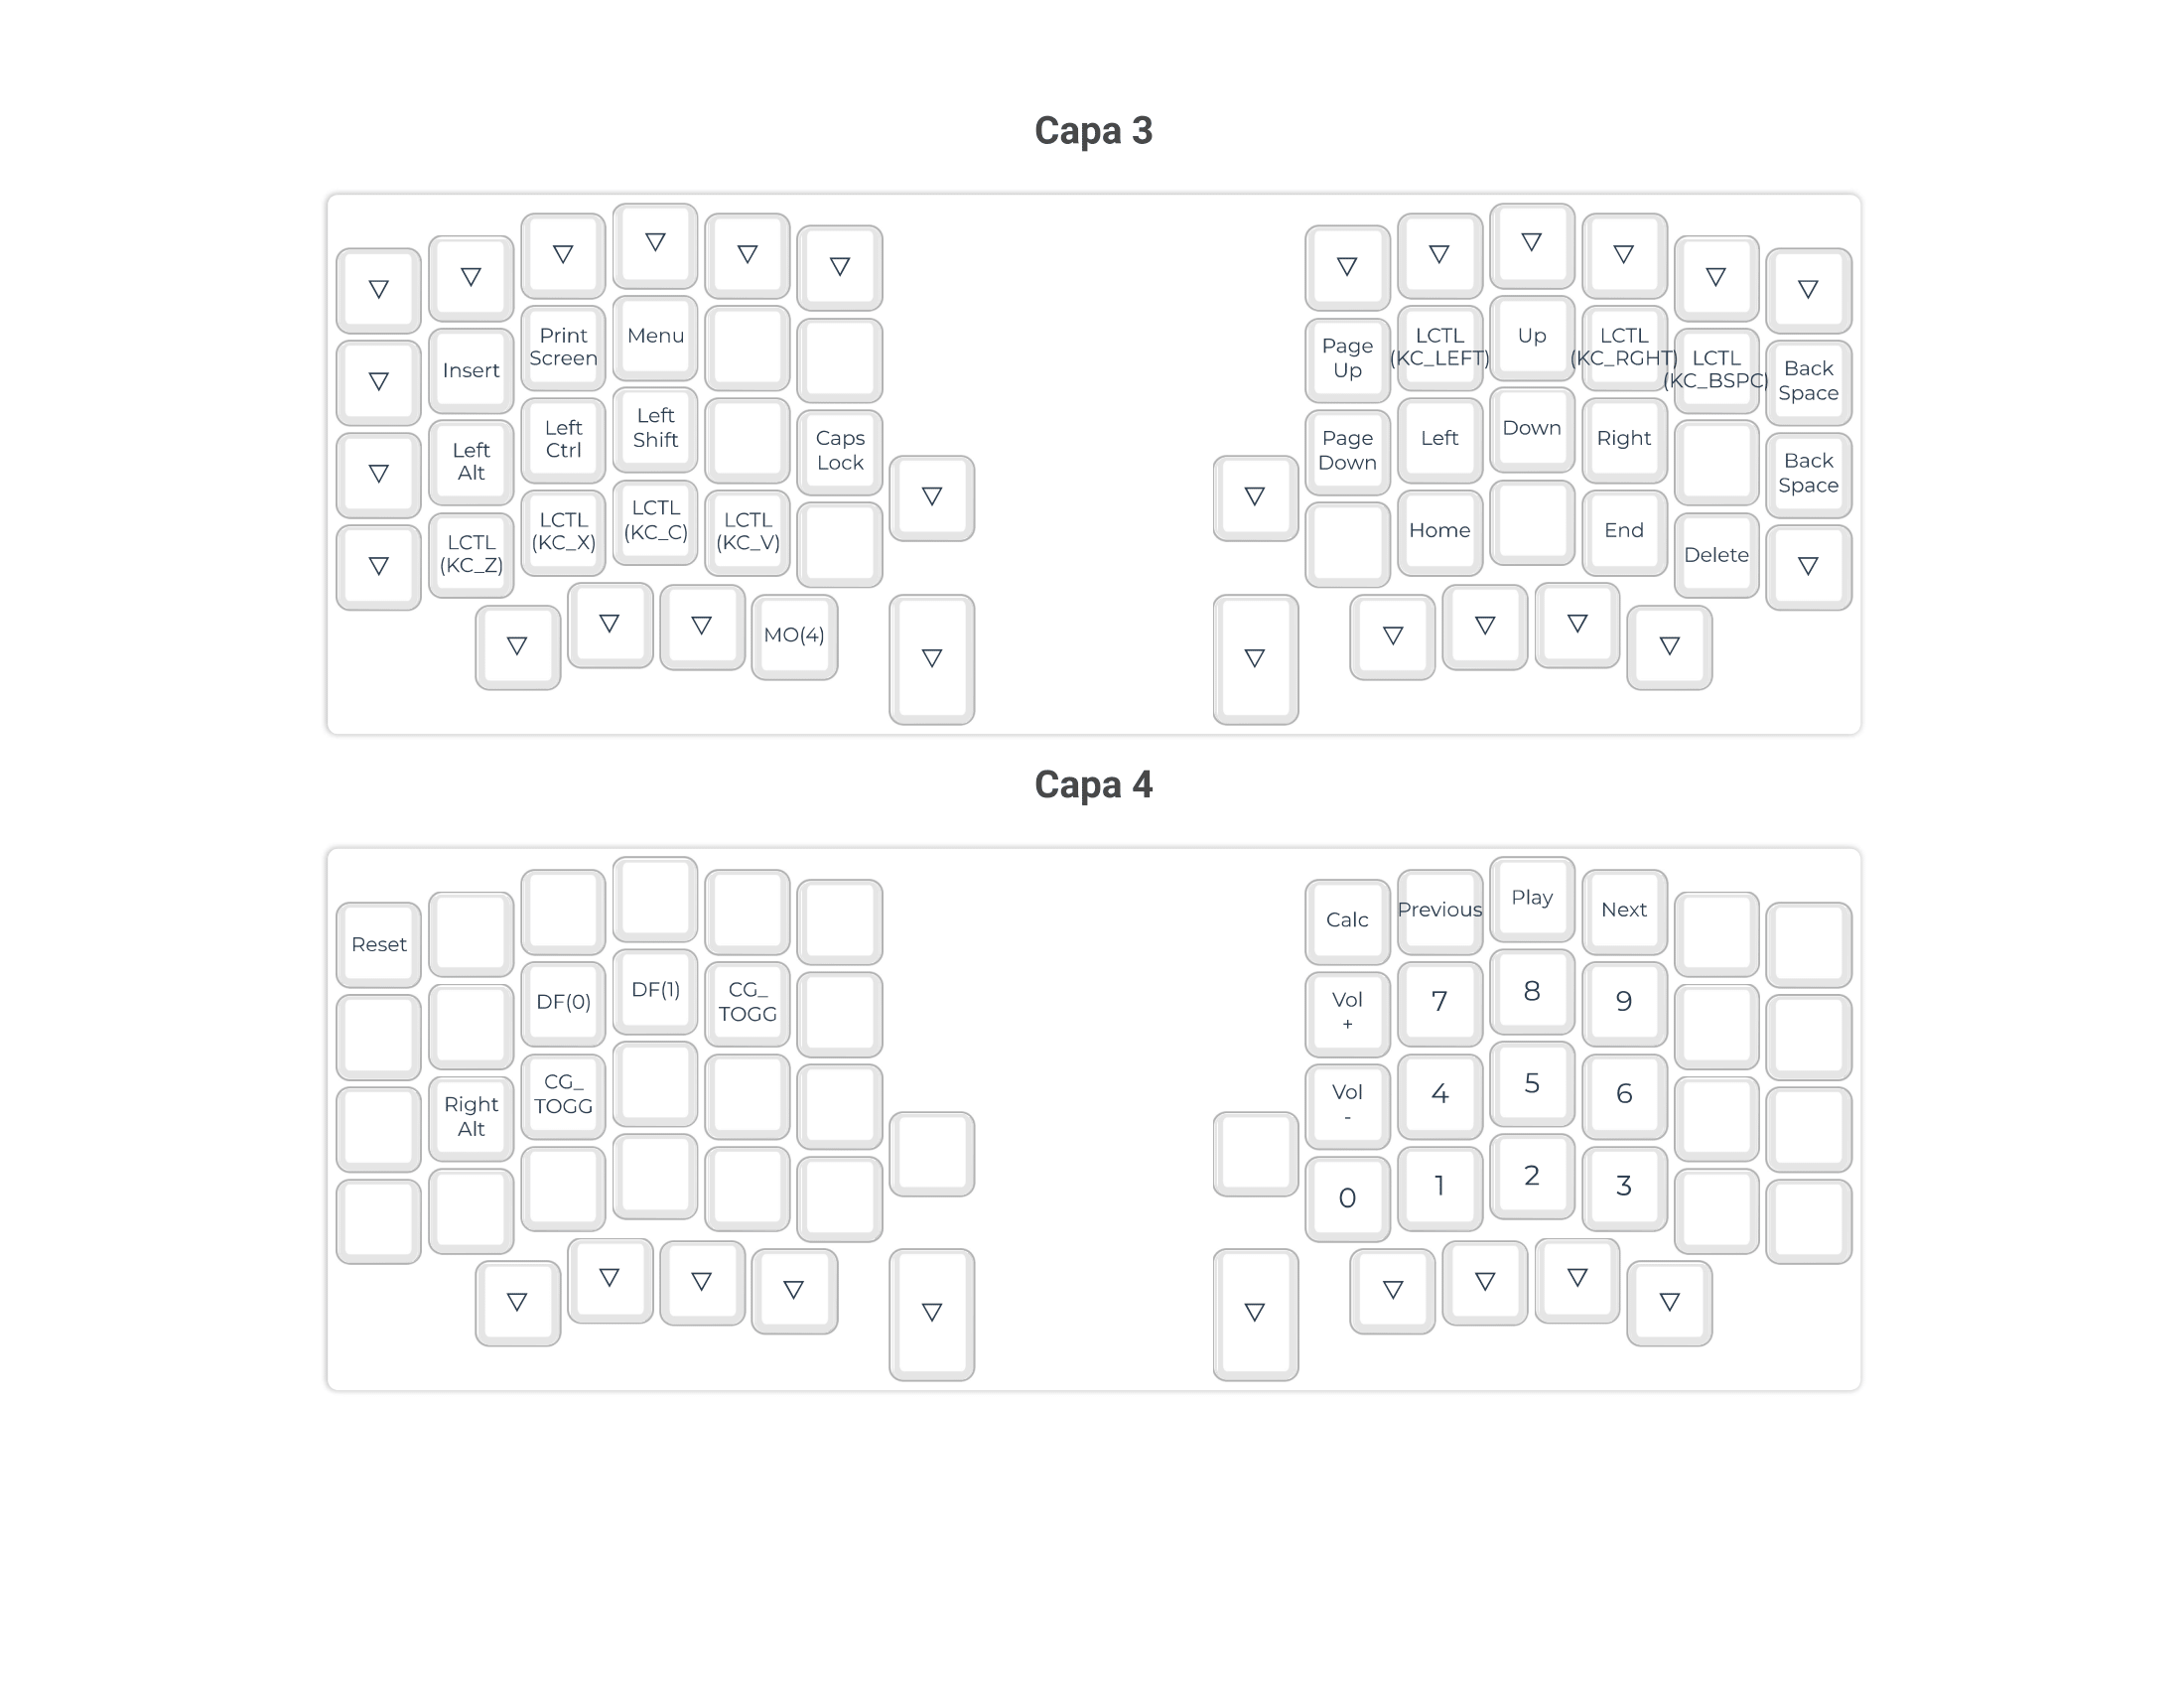 Capa 3
▽ ▽ ▽ ▽ ▽ ▽ ▽ ▽ ▽ ▽ ▽ ▽
▽ Insert Print Menu Page LCTL Up LCTL LCTL Back
Screen Up (KC_LEFT) (KC_RGHT) (KC_BSPC) Space
▽ Left Left Left Caps Page Left Down Right Back
Alt Ctrl Shift Lock Down Space
▽ ▽
▽ LCTL LCTL LCTL LCTL Home End Delete ▽
(KC_Z) (KC_X) (KC_C) (KC_V)
▽ ▽ ▽ MO(4) ▽ ▽ ▽ ▽ ▽ ▽
Capa 4
Reset Calc Previous Play Next
DF(0) DF(1) CG_ Vol 7 8 9
TOGG +
Right CG_ Vol 4 5 6
Alt TOGG -
0 1 2 3
▽ ▽ ▽ ▽ ▽ ▽ ▽ ▽ ▽ ▽